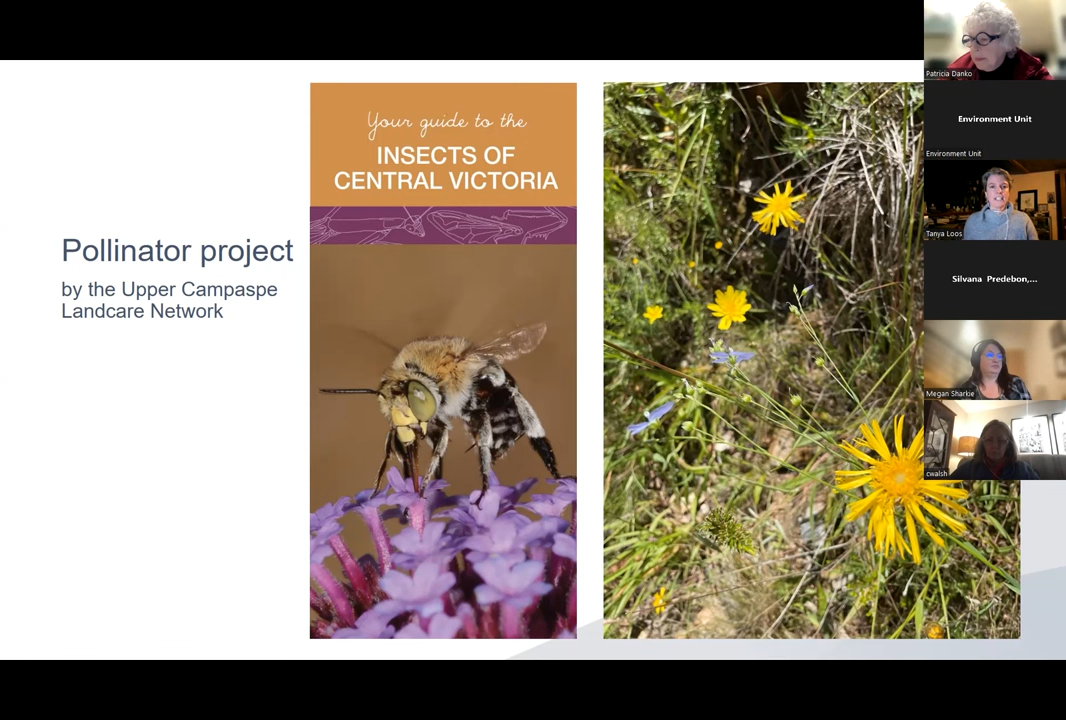 Pollinator project
by the Upper Campaspe
Landcare Network
Your guide to the
INSECTS OF
CENTRAL VICTORIA
Patricia Danko
Environment Unit
Environment Unit
Tanya Loos
Silvana Predebon,...
Megan Sharkie
cwalsh